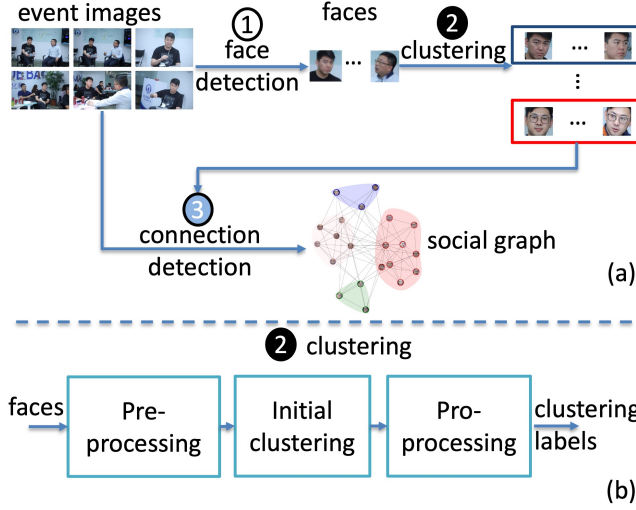 event images
1
face
detection
faces
...
2
clustering
...
...
...
3
connection
detection
social graph
(a)
2 clustering
faces
Pre-
processing
Initial
clustering
Pro-
processing
clustering
labels
(b)